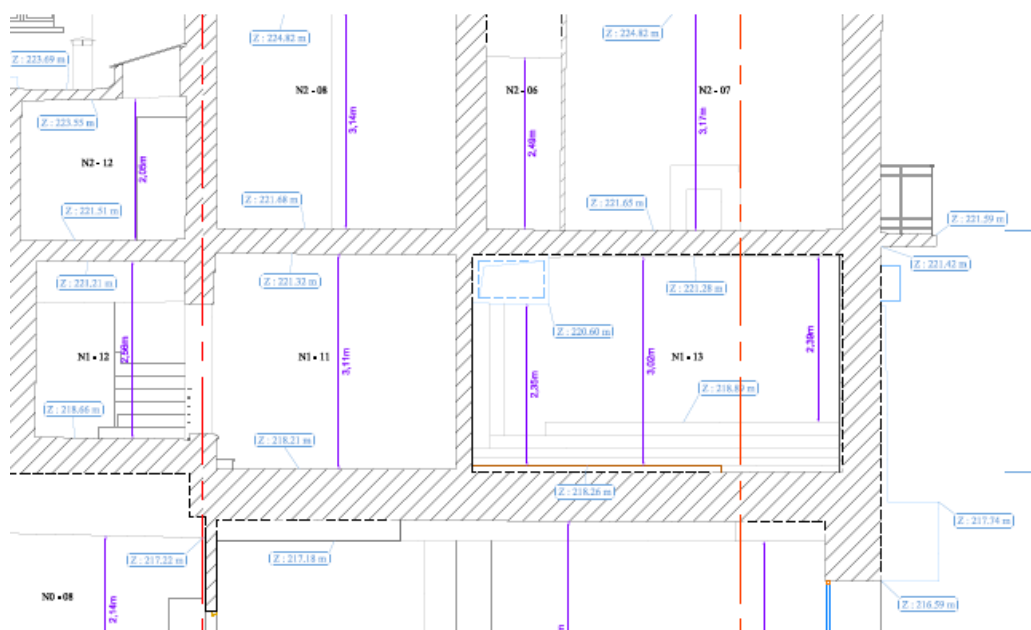 Z : 224.82 m
Z : 224.82 m
Z : 223.69 m
N2 - 08
N2 - 06
N2 - 07
3,14m
3,17m
Z : 223.55 m
2,49m
N2 - 12
2,05m
Z : 221.68 m
Z : 221.65 m
Z : 221.51 m
Z : 221.59 m
Z : 221.42 m
Z : 221.21 m
Z : 221.32 m
Z : 221.28 m
Z : 220.60 m
2,39m
2,56m
N1 - 12
N1 - 11
3,11m
N1 - 13
3,02m
2,35m
Z : 218.66 m
Z : 218.21 m
Z : 218.26 m
Z : 217.74 m
Z : 217.22 m
Z : 217.18 m
N0 - 08
2,14m
Z : 216.59 m